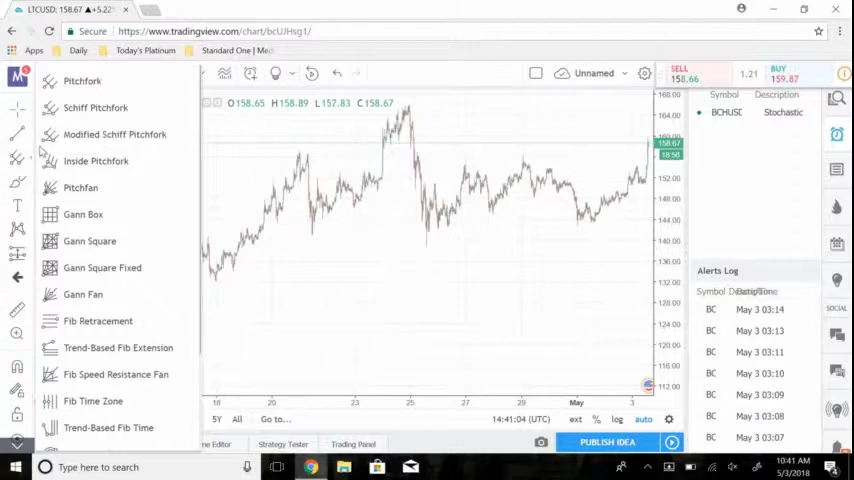 LTCUSD: 158.67 ▲+5.22%
Secure https://www.tradingview.com/chart/bcUJHsg1/
Apps Daily Today's Platinum Standard One | Med
M
Unnamed
SELL 158.66
1.21
BUY 159.87
O 158.65 H 158.89 L 157.83 C 158.67
Pitchfork
Schiff Pitchfork
Modified Schiff Pitchfork
Inside Pitchfork
Pitchfan
Gann Box
Gann Square
Gann Square Fixed
Gann Fan
Fib Retracement
Trend-Based Fib Extension
Fib Speed Resistance Fan
Fib Time Zone
Trend-Based Fib Time
168.00
164.00
160.00
158.67
18:56
152.00
148.00
144.00
140.00
136.00
132.00
128.00
124.00
120.00
116.00
112.00
18 20 22 25 27 29 May 3
5Y All Go to... 14:41:04 (UTC) ext % log auto
ne Editor Strategy Tester Trading Panel PUBLISH IDEA
Symbol Description
BCHUSD Stochastic
Alerts Log
BC May 3 03:14
BC May 3 03:13
BC May 3 03:11
BC May 3 03:10
BC May 3 03:09
BC May 3 03:08
BC May 3 03:07
SOCIAL
Type here to search
10:41 AM
5/3/2018